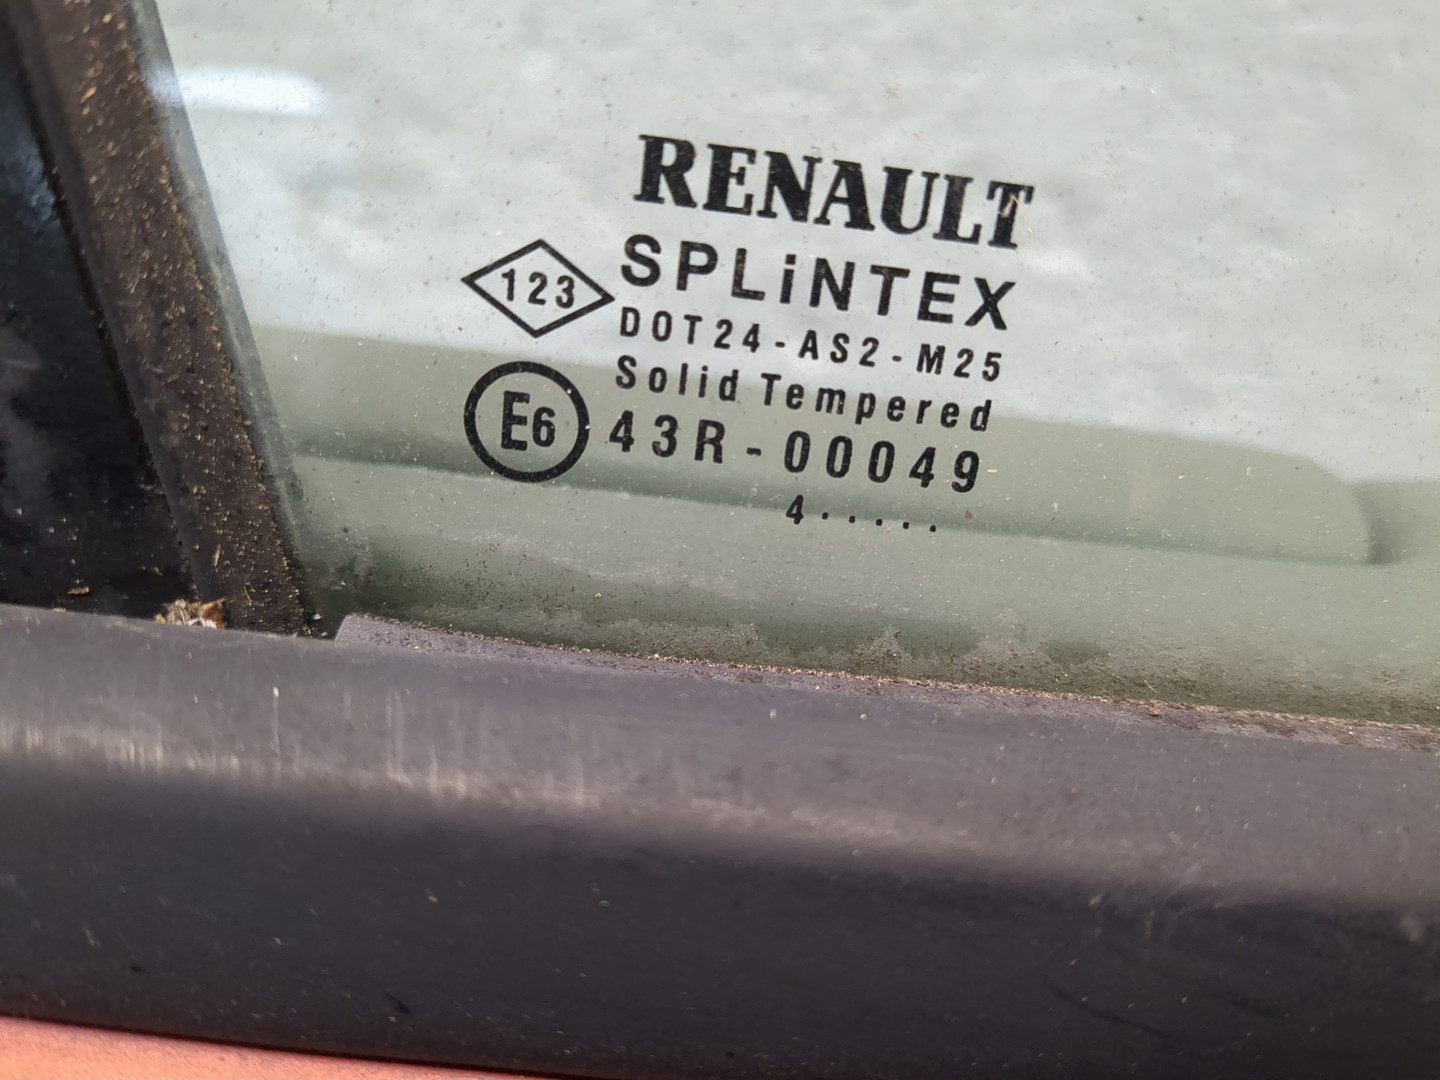 RENAULT
SPLiNTEX
123
DOT24-AS2-M25
Solid Tempered
E6 43R-00049
4.....